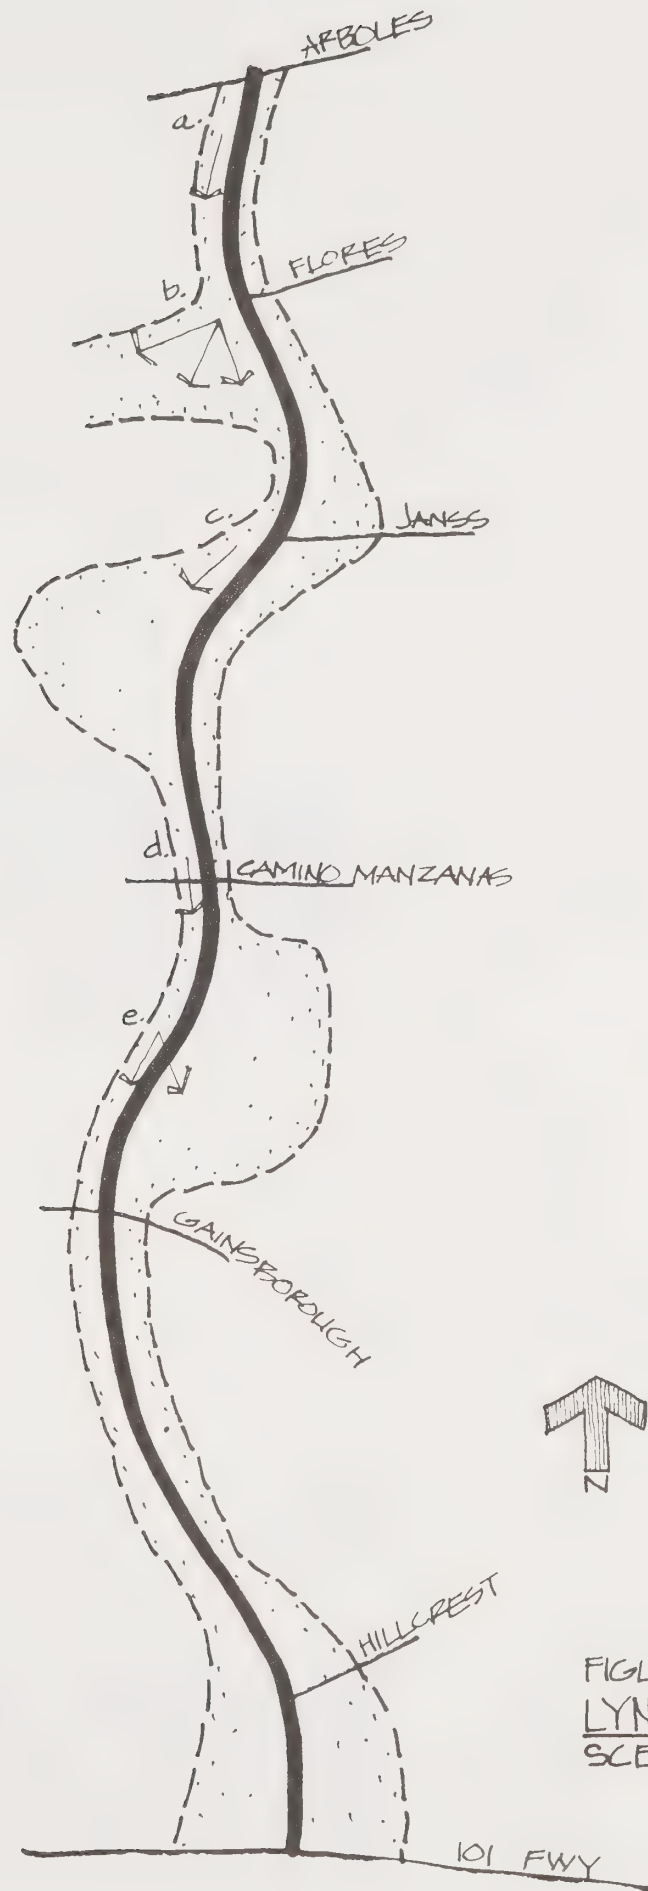 ARBOLES
a.
FLORES
b.
JANSS
c.
d.
CAMINO MANZANAS
e.
GAINSBOROUGH
N
HILLCREST
101 FWY